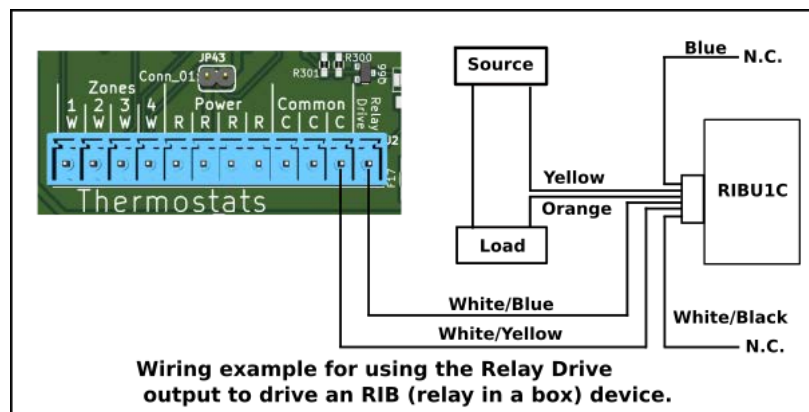 JP43
R300
Conn_01
R301
Q66
Zones
Power
Common
Relay
Drive
1 2 3 4 R R R R C C C
W W W W
J2
F17
Thermostats
Source
Blue
N.C.
Yellow
RIBU1C
Orange
Load
White/Blue
White/Black
White/Yellow
N.C.
Wiring example for using the Relay Drive
output to drive an RIB (relay in a box) device.